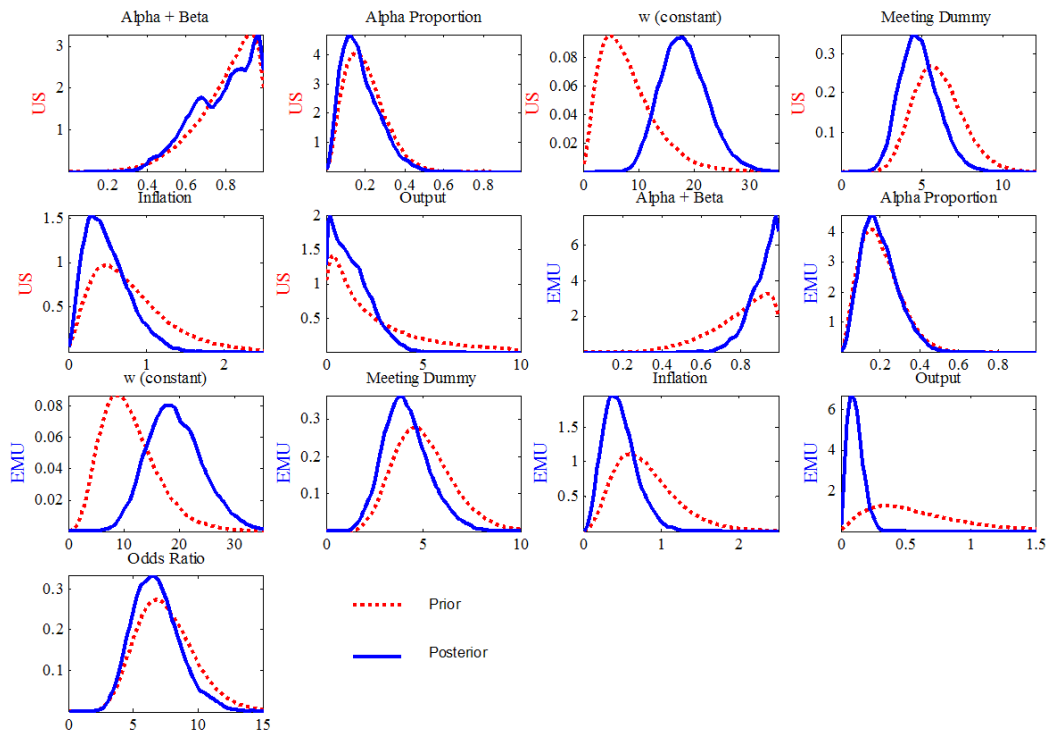 Alpha + Beta
Alpha Proportion
w (constant)
Meeting Dummy
3
2
1
US
0.2 0.4 0.6 0.8
4
3
2
1
US
0.2 0.4 0.6 0.8
0.08
0.06
0.04
0.02
US
0 10 20 30
0.3
0.2
0.1
US
0 5 10
Inflation
Output
Alpha + Beta
Alpha Proportion
1.5
1
0.5
US
0 1 2
2
1.5
1
0.5
US
0 5 10
6
4
2
EMU
0.2 0.4 0.6 0.8
4
3
2
1
EMU
0 0.2 0.4 0.6 0.8
w (constant)
Meeting Dummy
Inflation
Output
0.08
0.06
0.04
0.02
EMU
0 10 20 30
0.3
0.2
0.1
EMU
0 5 10
1.5
1
0.5
EMU
0 1 2
6
4
2
EMU
0 0.5 1 1.5
Odds Ratio
0.3
0.2
0.1
0 5 10 15
Prior
Posterior